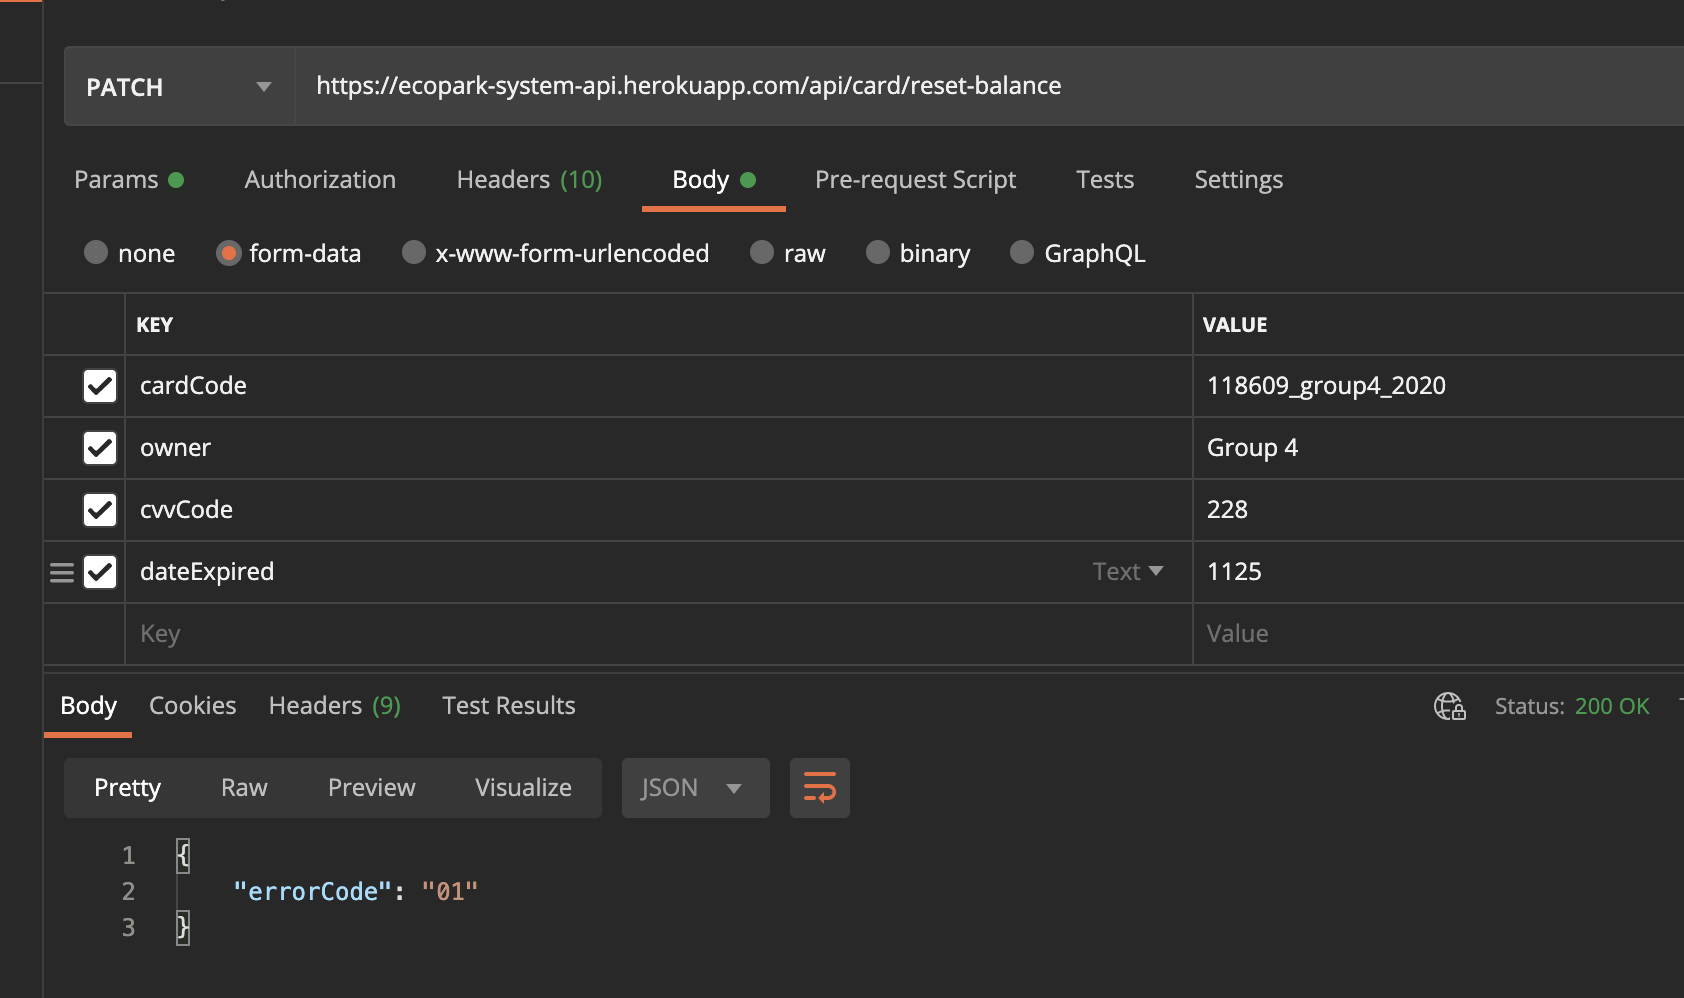 PATCH https://ecopark-system-api.herokuapp.com/api/card/reset-balance
Params Authorization Headers (10) Body Pre-request Script Tests Settings
none form-data x-www-form-urlencoded raw binary GraphQL
KEY VALUE
cardCode 118609_group4_2020
owner Group 4
cvvCode 228
dateExpired Text 1125
Key Value
Body Cookies Headers (9) Test Results Status: 200 OK
Pretty Raw Preview Visualize JSON
1 {
2 "errorCode": "01"
3 }